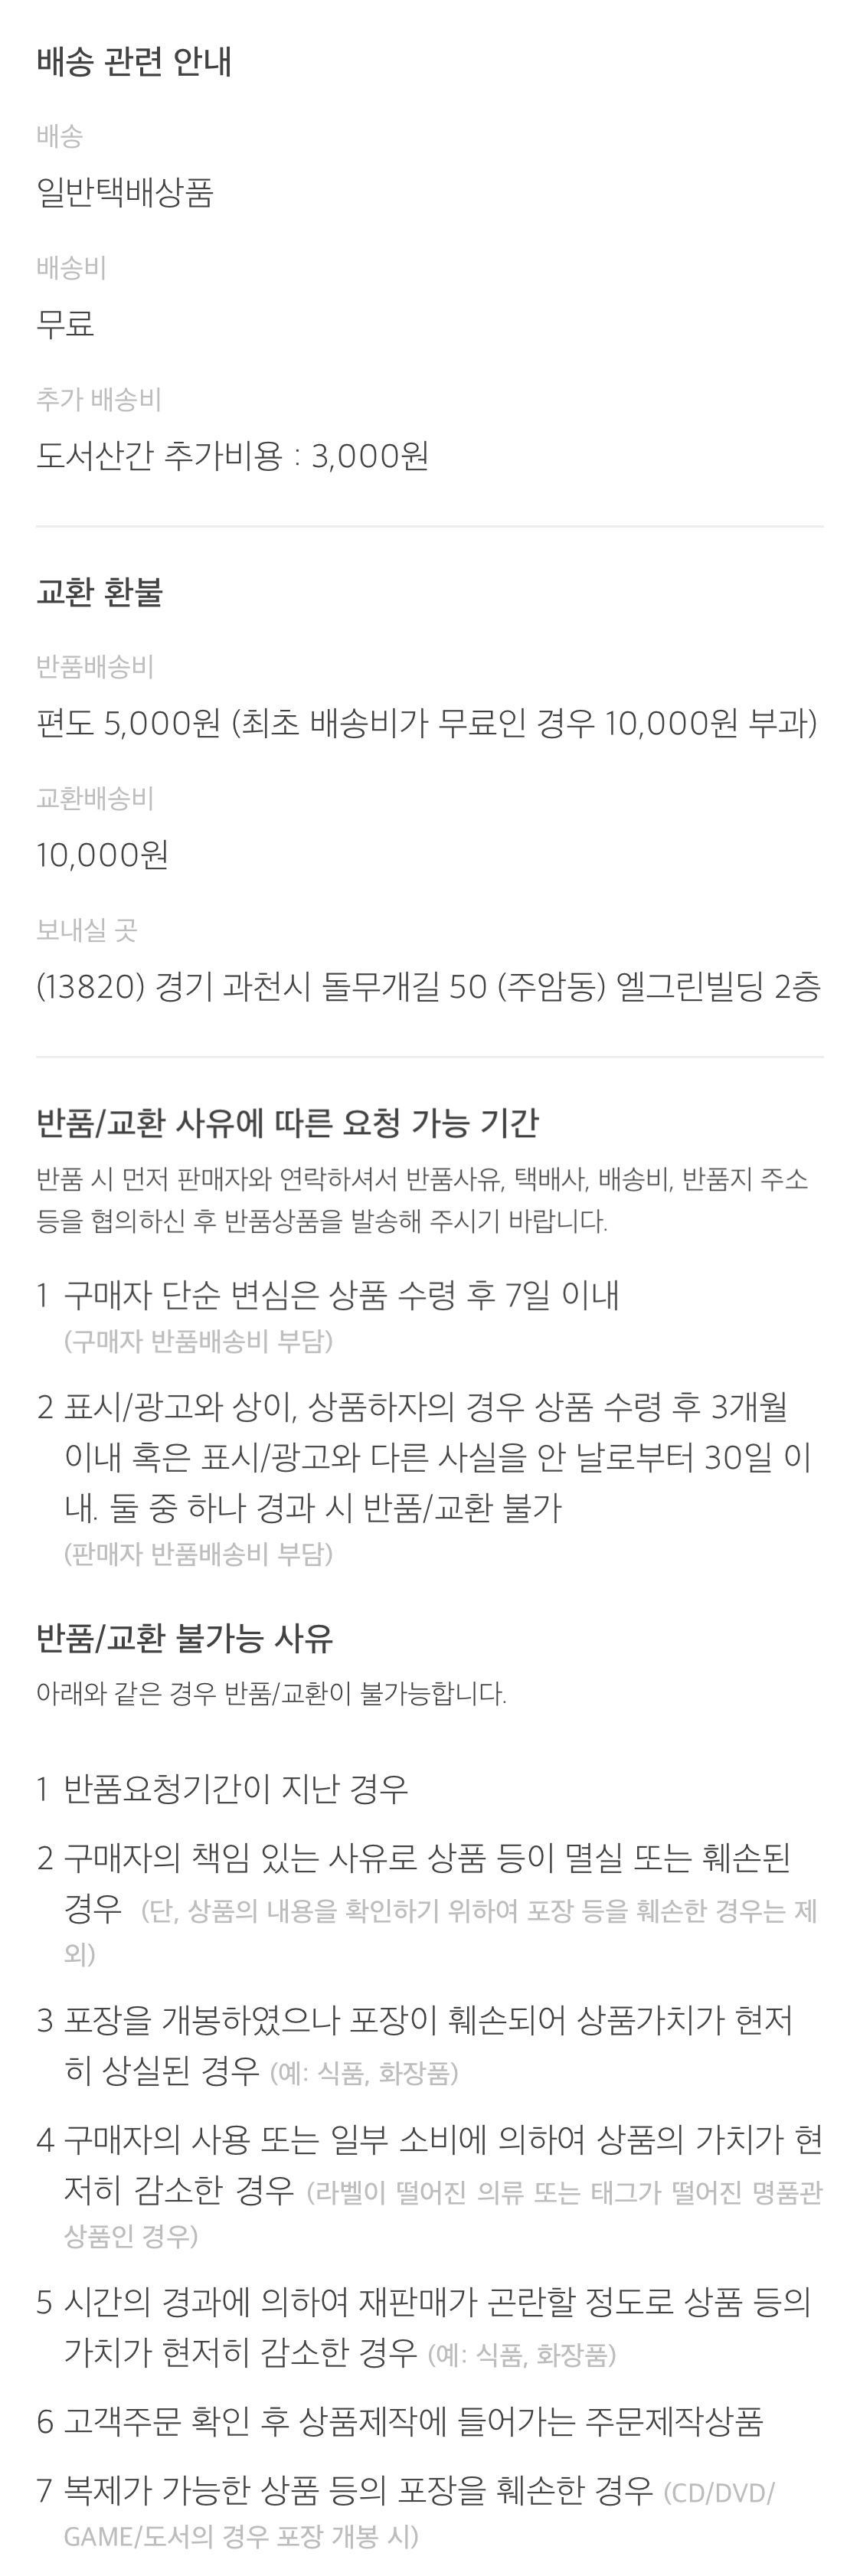 배송 관련 안내
배송
일반택배상품
배송비
무료
추가 배송비
도서산간 추가비용 : 3,000원
교환 환불
반품배송비
편도 5,000원 (최초 배송비가 무료인 경우 10,000원 부과)
교환배송비
10,000원
보내실 곳
(13820) 경기 과천시 돌무개길 50 (주암동) 엘그린빌딩 2층
반품/교환 사유에 따른 요청 가능 기간
반품 시 먼저 판매자와 연락하셔서 반품사유, 택배사, 배송비, 반품지 주소
등을 협의하신 후 반품상품을 발송해 주시기 바랍니다.
1 구매자 단순 변심은 상품 수령 후 7일 이내
(구매자 반품배송비 부담)
2 표시/광고와 상이, 상품하자의 경우 상품 수령 후 3개월
이내 혹은 표시/광고와 다른 사실을 안 날로부터 30일 이
내. 둘 중 하나 경과 시 반품/교환 불가
(판매자 반품배송비 부담)
반품/교환 불가능 사유
아래와 같은 경우 반품/교환이 불가능합니다.
1 반품요청기간이 지난 경우
2 구매자의 책임 있는 사유로 상품 등이 멸실 또는 훼손된
경우 (단, 상품의 내용을 확인하기 위하여 포장 등을 훼손한 경우는 제
외)
3 포장을 개봉하였으나 포장이 훼손되어 상품가치가 현저
히 상실된 경우 (예: 식품, 화장품)
4 구매자의 사용 또는 일부 소비에 의하여 상품의 가치가 현
저히 감소한 경우 (라벨이 떨어진 의류 또는 태그가 떨어진 명품관
상품인 경우)
5 시간의 경과에 의하여 재판매가 곤란할 정도로 상품 등의
가치가 현저히 감소한 경우 (예: 식품, 화장품)
6 고객주문 확인 후 상품제작에 들어가는 주문제작상품
7 복제가 가능한 상품 등의 포장을 훼손한 경우 (CD/DVD/
GAME/도서의 경우 포장 개봉 시)